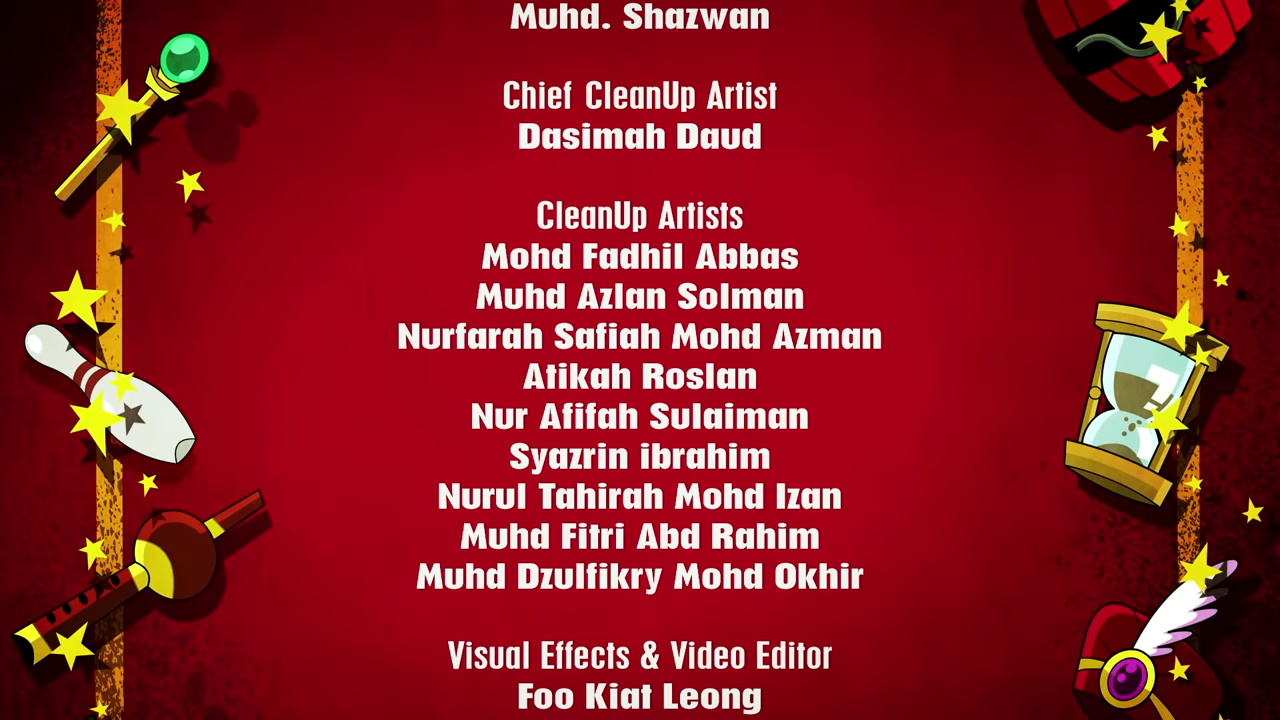 Muhd. Shazwan
Chief CleanUp Artist
Dasimah Daud
CleanUp Artists
Mohd Fadhil Abbas
Muhd Azlan Solman
Nurfarah Safiah Mohd Azman
Atikah Roslan
Nur Afifah Sulaiman
Syazrin ibrahim
Nurul Tahirah Mohd Izan
Muhd Fitri Abd Rahim
Muhd Dzulfikry Mohd Okhir
Visual Effects & Video Editor
Foo Kiat Leong